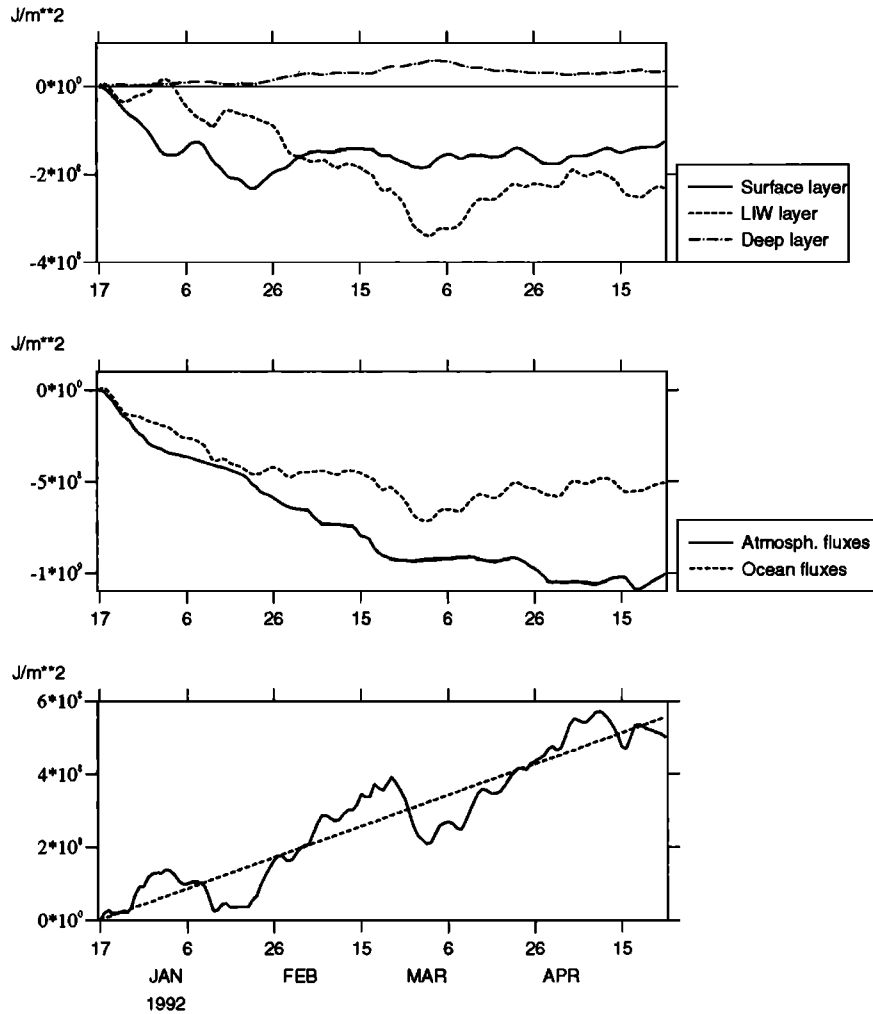 J/m**2
0*10⁰
-2*10⁸
-4*10⁸
17 6 26 15 6 26 15
Surface layer
LIW layer
Deep layer
J/m**2
0*10⁰
-5*10⁸
-1*10⁹
17 6 26 15 6 26 15
Atmosph. fluxes
Ocean fluxes
J/m**2
6*10⁸
4*10⁸
2*10⁸
0*10⁰
17 6 26 15 6 26 15
JAN FEB MAR APR
1992